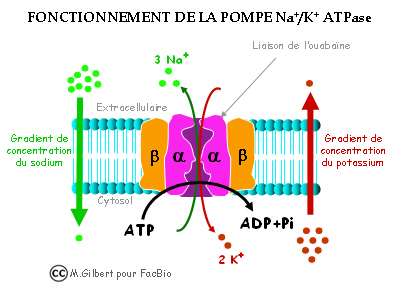 FONCTIONNEMENT DE LA POMPE Na⁺/K⁺ ATPase
3 Na⁺
Liaison de l'ouabaïne
Extracellulaire
Gradient de
concentration
du sodium
β
α
α
β
Gradient de
concentration
du potassium
Cytosol
ATP
ADP+Pi
2 K⁺
cc M.Gilbert pour FacBio